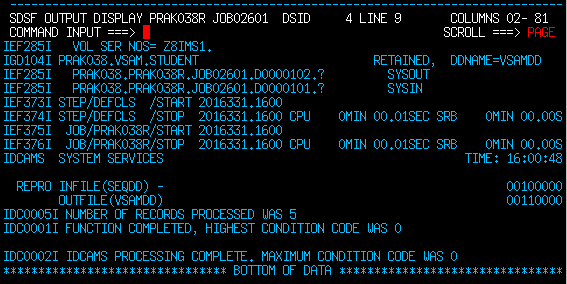 SDSF OUTPUT DISPLAY PRAK038R JOB02601  DSID     4 LINE 9       COLUMNS 02- 81
COMMAND INPUT ===>                                            SCROLL ===> PAGE
IEF285I   VOL SER NOS= Z8IMS1.
IGD104I PRAK038.VSAM.STUDENT                         RETAINED,  DDNAME=VSAMDD
IEF285I   PRAK038.PRAK038R.JOB02601.D0000102.?         SYSOUT
IEF285I   PRAK038.PRAK038R.JOB02601.D0000101.?         SYSIN
IEF373I STEP/DEFCLS  /START 2016331.1600
IEF374I STEP/DEFCLS  /STOP  2016331.1600 CPU    0MIN 00.01SEC SRB    0MIN 00.00S
IEF375I  JOB/PRAK038R/START 2016331.1600
IEF376I  JOB/PRAK038R/STOP  2016331.1600 CPU    0MIN 00.01SEC SRB    0MIN 00.00S
IDCAMS  SYSTEM SERVICES                                           TIME: 16:00:48
REPRO INFILE(SEQDD) -                                                 00100000
OUTFILE(VSAMDD)                                                 00110000
IDC0005I NUMBER OF RECORDS PROCESSED WAS 5
IDC0001I FUNCTION COMPLETED, HIGHEST CONDITION CODE WAS 0
IDC0002I IDCAMS PROCESSING COMPLETE. MAXIMUM CONDITION CODE WAS 0
******************************** BOTTOM OF DATA ********************************